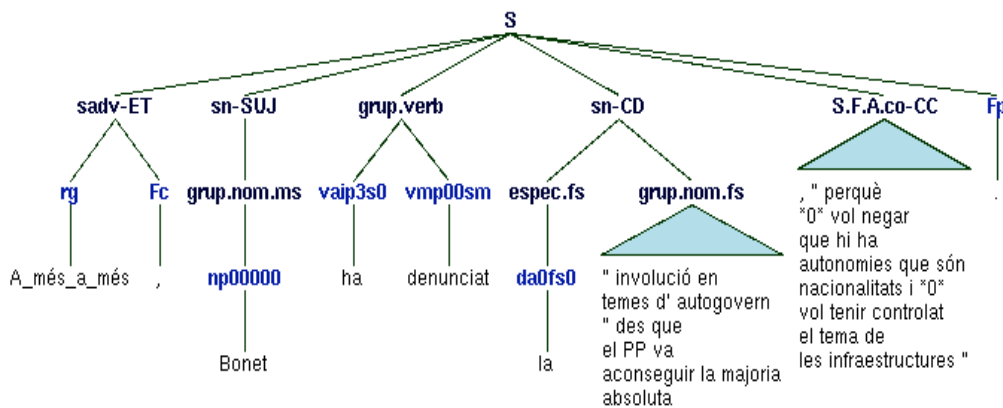 S
sadv-ET sn-SUJ grup.verb sn-CD S.F.A.co-CC Fp
rg Fc grup.nom.ms vaip3s0 vmp00sm espec.fs grup.nom.fs .
A_més_a_més , np00000 ha denunciat da0fs0
Bonet la
" involució en
temes d' autogovern
" des que
el PP va
aconseguir la majoria
absoluta
, " perquè
*0* vol negar
que hi ha
autonomies que són
nacionalitats i *0*
vol tenir controlat
el tema de
les infraestructures "